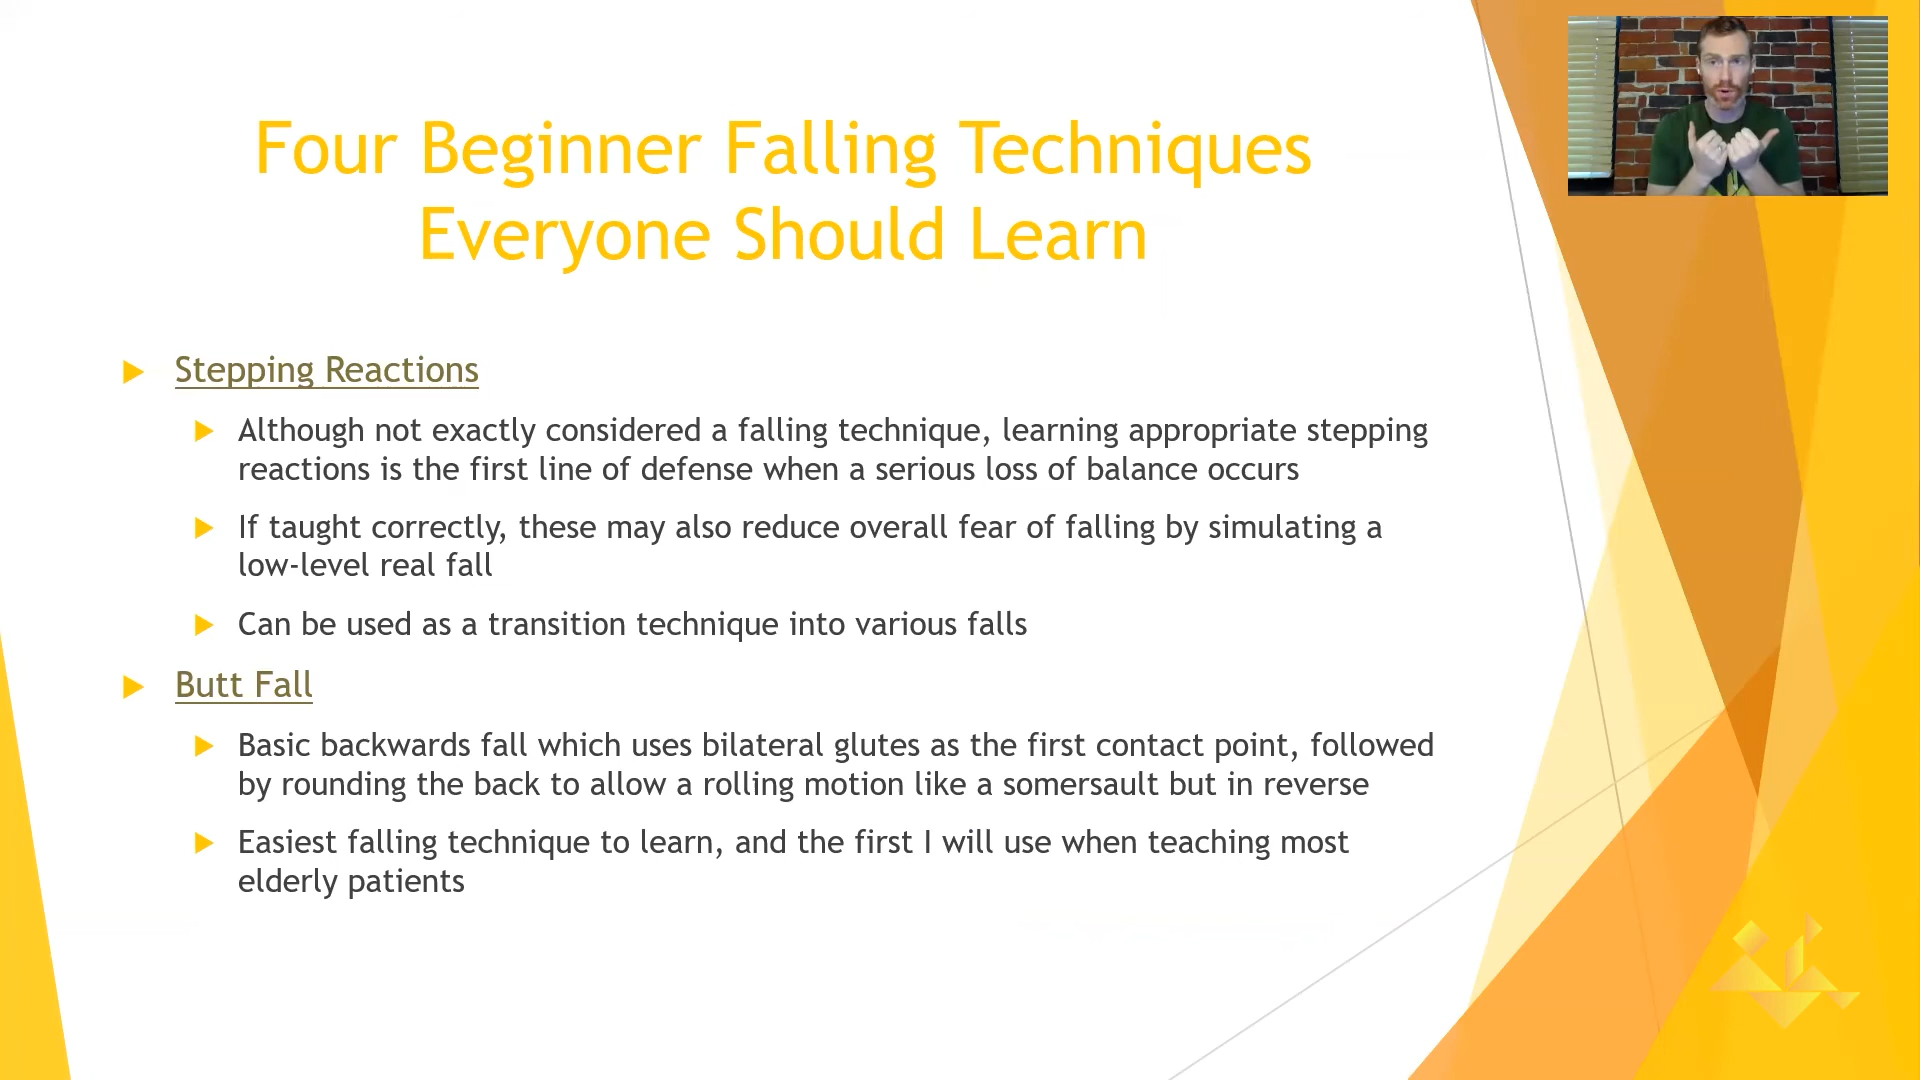 Four Beginner Falling Techniques
Everyone Should Learn
Stepping Reactions
Although not exactly considered a falling technique, learning appropriate stepping
reactions is the first line of defense when a serious loss of balance occurs
If taught correctly, these may also reduce overall fear of falling by simulating a
low-level real fall
Can be used as a transition technique into various falls
Butt Fall
Basic backwards fall which uses bilateral glutes as the first contact point, followed
by rounding the back to allow a rolling motion like a somersault but in reverse
Easiest falling technique to learn, and the first I will use when teaching most
elderly patients